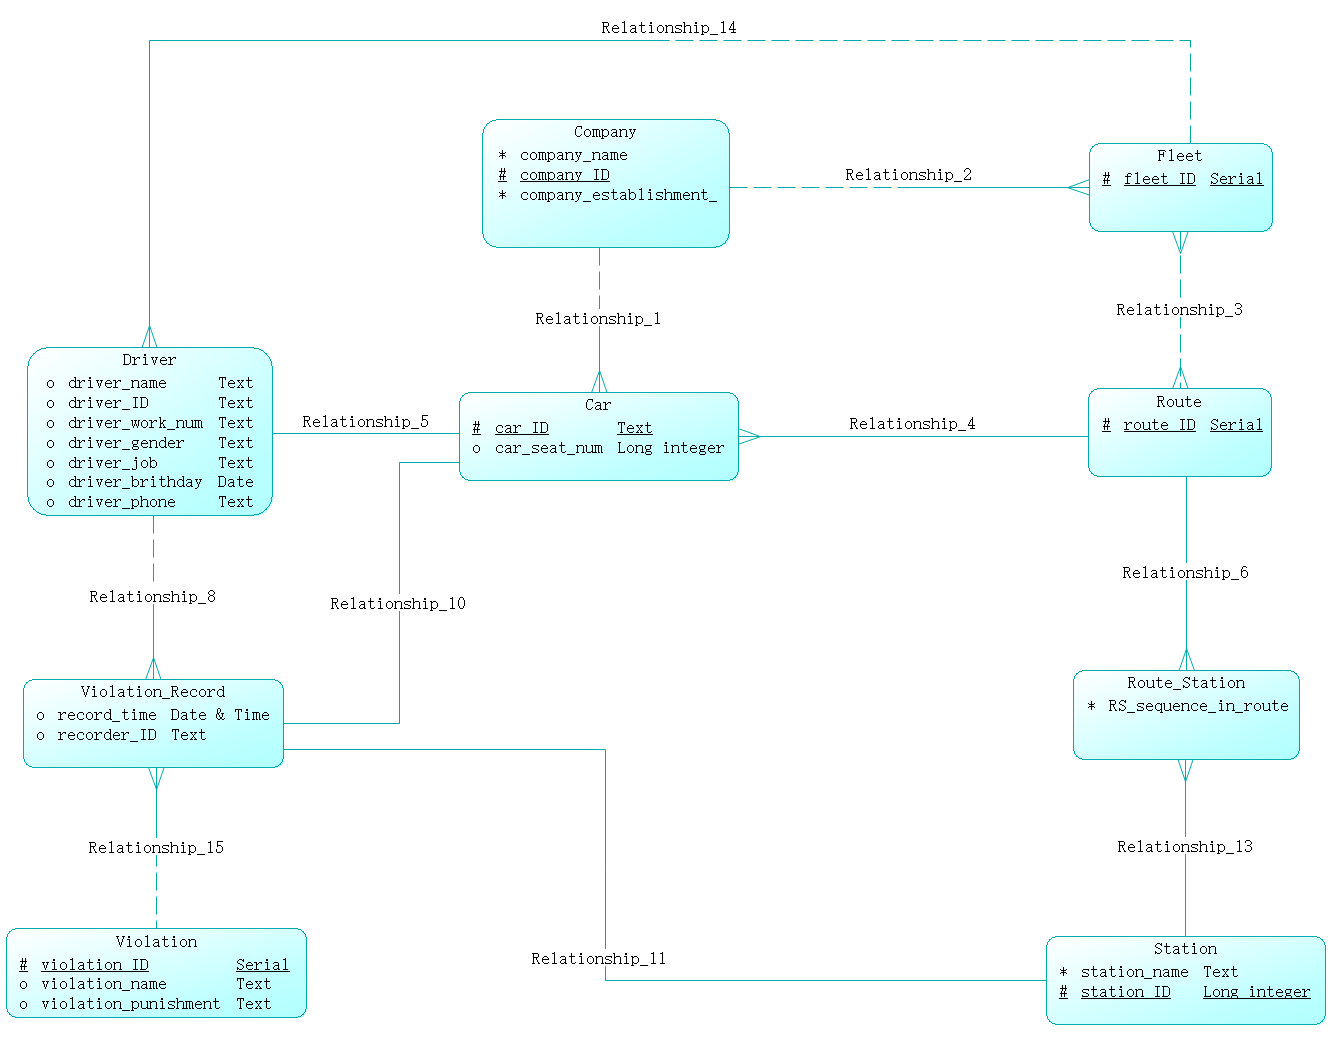 Relationship_14
Company
* company_name
# company_ID
* company_establishment_
Relationship_2
Fleet
# fleet_ID Serial
Relationship_1
Relationship_3
Driver
o driver_name Text
o driver_ID Text
o driver_work_num Text
o driver_gender Text
o driver_job Text
o driver_brithday Date
o driver_phone Text
Relationship_5
Car
# car_ID Text
o car_seat_num Long integer
Relationship_4
Route
# route_ID Serial
Relationship_8
Relationship_10
Relationship_6
Violation_Record
o record_time Date & Time
o recorder_ID Text
Route_Station
* RS_sequence_in_route
Relationship_15
Relationship_13
Violation
# violation_ID Serial
o violation_name Text
o violation_punishment Text
Relationship_11
Station
* station_name Text
# station_ID Long integer